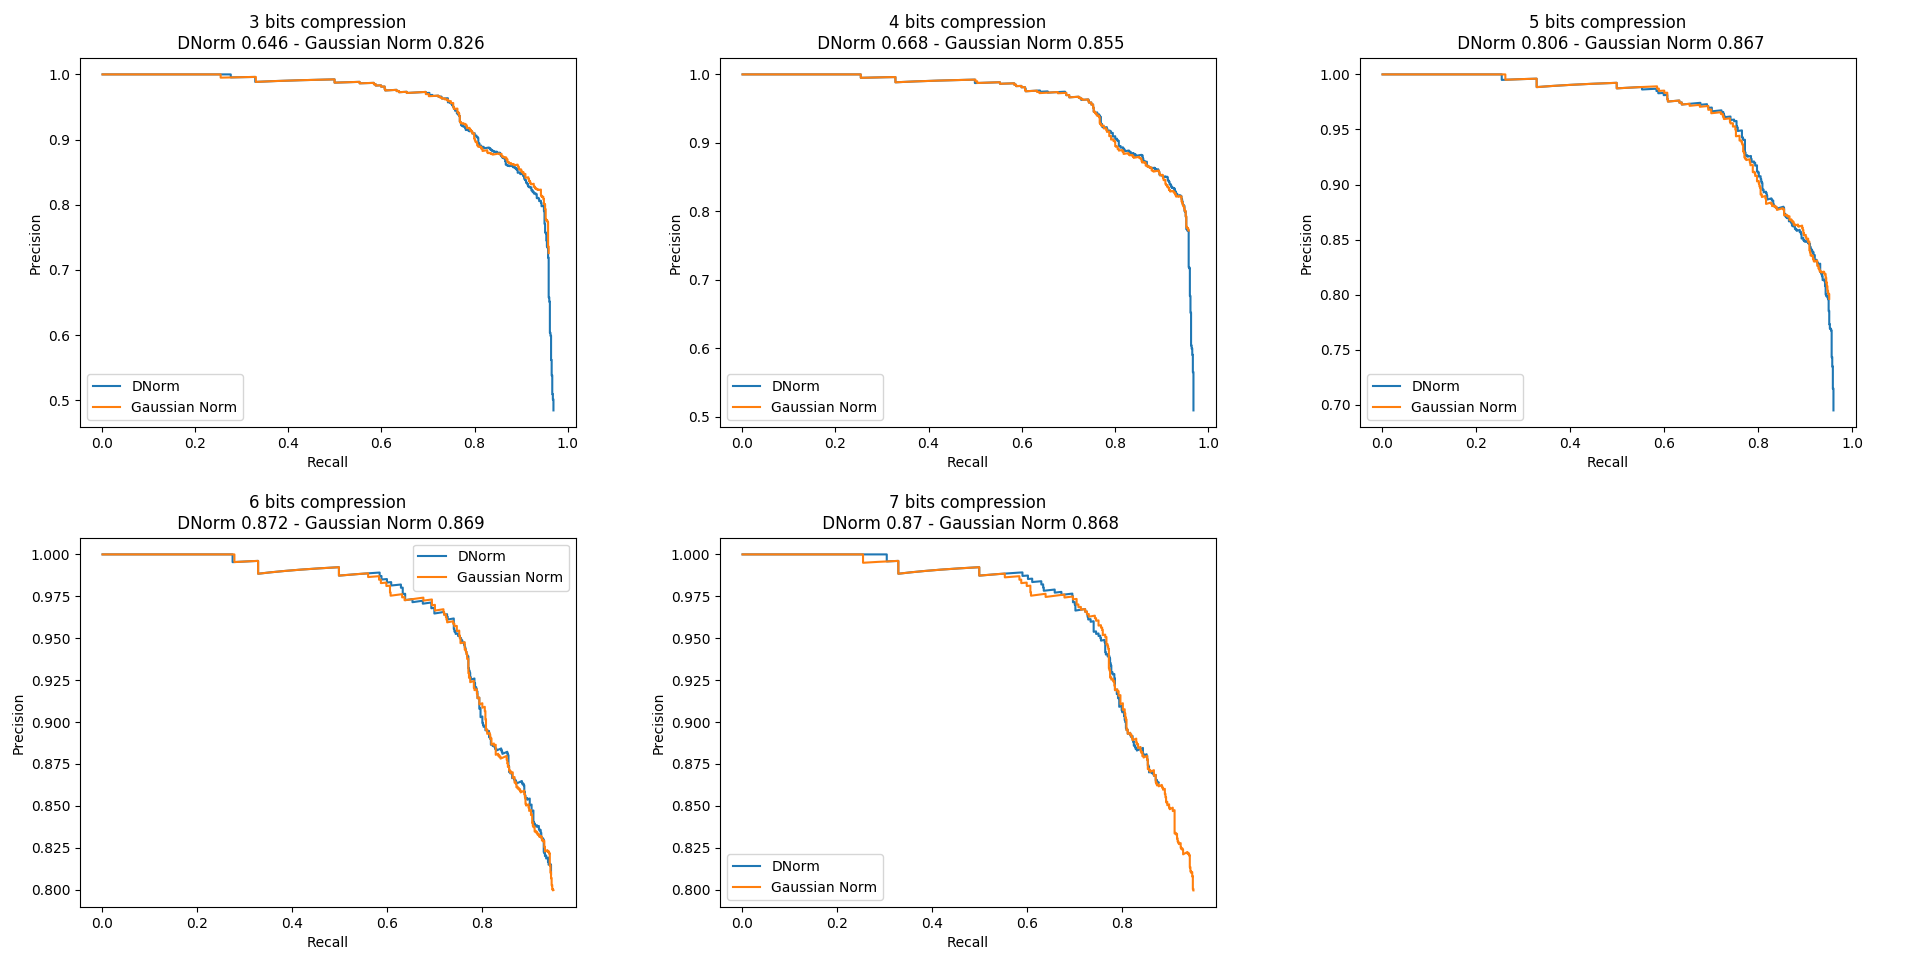 3 bits compression
DNorm 0.646 - Gaussian Norm 0.826
1.0
0.9
0.8
0.7
0.6
0.5
Precision
DNorm
Gaussian Norm
0.0 0.2 0.4 0.6 0.8 1.0
Recall
4 bits compression
DNorm 0.668 - Gaussian Norm 0.855
1.0
0.9
0.8
0.7
0.6
0.5
Precision
DNorm
Gaussian Norm
0.0 0.2 0.4 0.6 0.8 1.0
Recall
5 bits compression
DNorm 0.806 - Gaussian Norm 0.867
1.00
0.95
0.90
0.85
0.80
0.75
0.70
Precision
DNorm
Gaussian Norm
0.0 0.2 0.4 0.6 0.8 1.0
Recall
6 bits compression
DNorm 0.872 - Gaussian Norm 0.869
DNorm
Gaussian Norm
1.000
0.975
0.950
0.925
0.900
0.875
0.850
0.825
0.800
Precision
0.0 0.2 0.4 0.6 0.8
Recall
7 bits compression
DNorm 0.87 - Gaussian Norm 0.868
1.000
0.975
0.950
0.925
0.900
0.875
0.850
0.825
0.800
Precision
DNorm
Gaussian Norm
0.0 0.2 0.4 0.6 0.8
Recall